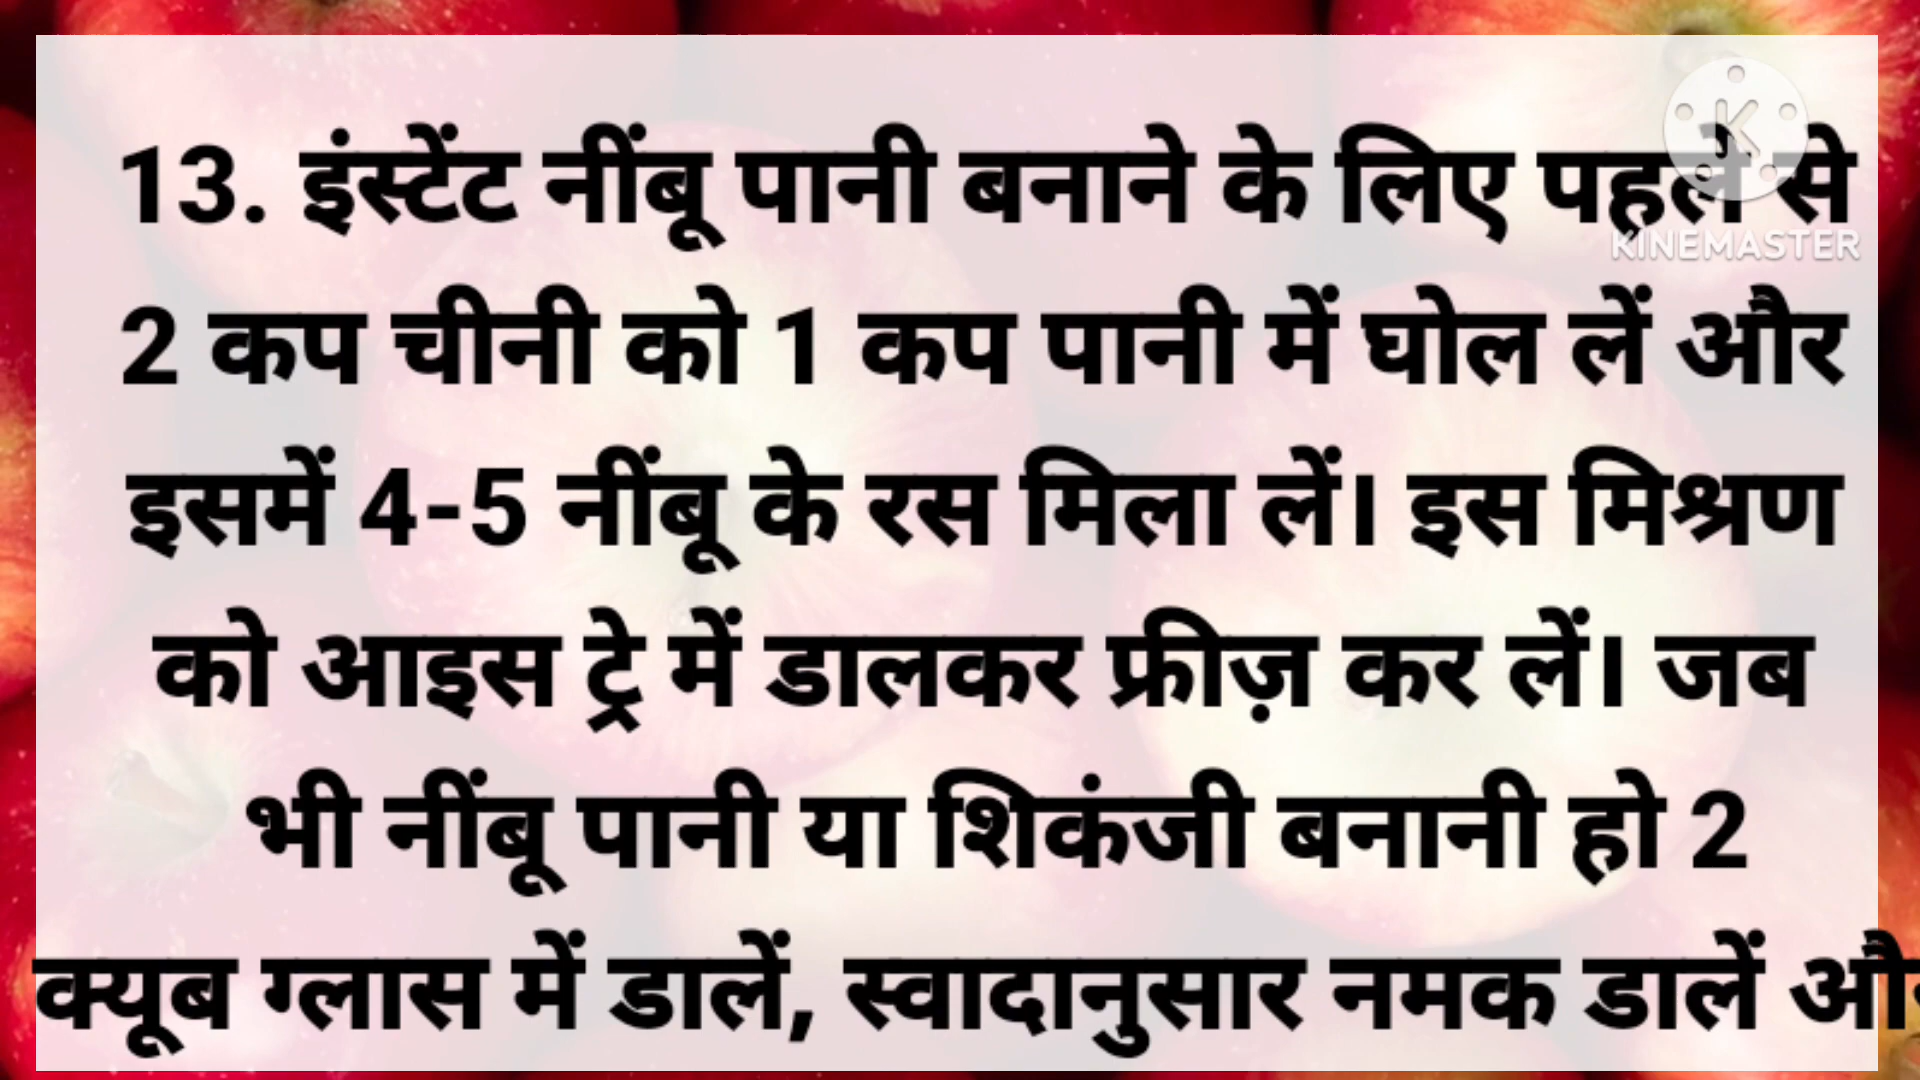 13. इंस्टेंट नींबू पानी बनाने के लिए पहले से
K
KINEMASTER
2 कप चीनी को 1 कप पानी में घोल लें और
इसमें 4-5 नींबू के रस मिला लें। इस मिश्रण
को आइस ट्रे में डालकर फ्रीज़ कर लें। जब
भी नींबू पानी या शिकंजी बनानी हो 2
क्यूब ग्लास में डालें, स्वादानुसार नमक डालें